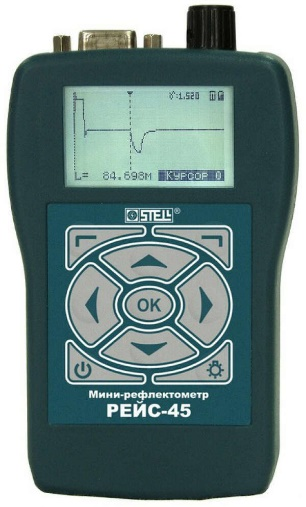 γ:1.520
L= 84.698м Курсор 0
STELL®
OK
Мини-рефлектометр
РЕЙС-45